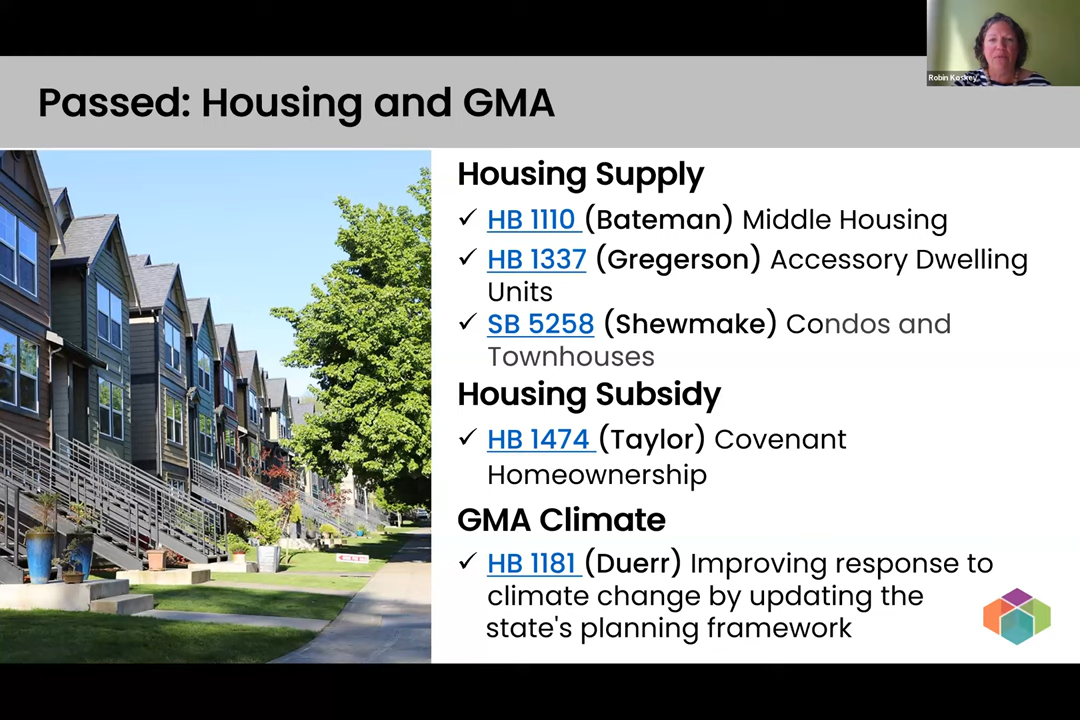 Robin Koskey
Passed: Housing and GMA
Housing Supply
✓ HB 1110 (Bateman) Middle Housing
✓ HB 1337 (Gregerson) Accessory Dwelling
Units
✓ SB 5258 (Shewmake) Condos and
Townhouses
Housing Subsidy
✓ HB 1474 (Taylor) Covenant
Homeownership
GMA Climate
✓ HB 1181 (Duerr) Improving response to
climate change by updating the
state's planning framework